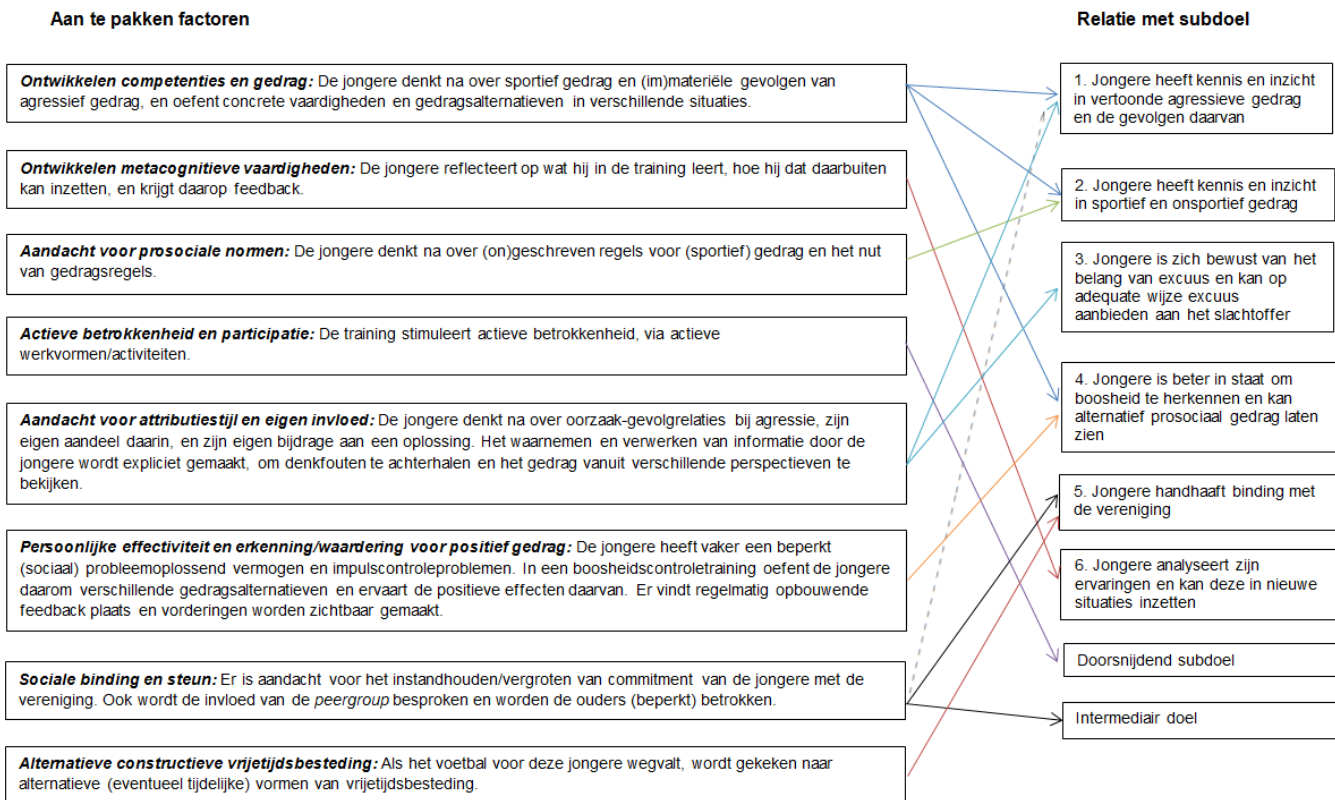 Aan te pakken factoren
Ontwikkelen competenties en gedrag: De jongere denkt na over sportief gedrag en (im)materiële gevolgen van
agressief gedrag, en oefent concrete vaardigheden en gedragsalternatieven in verschillende situaties.
Ontwikkelen metacognitieve vaardigheden: De jongere reflecteert op wat hij in de training leert, hoe hij dat daarbuiten
kan inzetten, en krijgt daarop feedback.
Aandacht voor prosociale normen: De jongere denkt na over (on)geschreven regels voor (sportief) gedrag en het nut
van gedragsregels.
Actieve betrokkenheid en participatie: De training stimuleert actieve betrokkenheid, via actieve
werkvormen/activiteiten.
Aandacht voor attributiestijl en eigen invloed: De jongere denkt na over oorzaak-gevolgrelaties bij agressie, zijn
eigen aandeel daarin, en zijn eigen bijdrage aan een oplossing. Het waarnemen en verwerken van informatie door de
jongere wordt expliciet gemaakt, om denkfouten te achterhalen en het gedrag vanuit verschillende perspectieven te
bekijken.
Persoonlijke effectiviteit en erkenning/waardering voor positief gedrag: De jongere heeft vaker een beperkt
(sociaal) probleemoplossend vermogen en impulscontroleproblemen. In een boosheidscontroletraining oefent de jongere
daarom verschillende gedragsalternatieven en ervaart de positieve effecten daarvan. Er vindt regelmatig opbouwende
feedback plaats en vorderingen worden zichtbaar gemaakt.
Sociale binding en steun: Er is aandacht voor het instandhouden/vergroten van commitment van de jongere met de
vereniging. Ook wordt de invloed van de peergroup besproken en worden de ouders (beperkt) betrokken.
Alternatieve constructieve vrijetijdsbesteding: Als het voetbal voor deze jongere wegvalt, wordt gekeken naar
alternatieve (eventueel tijdelijke) vormen van vrijetijdsbesteding.
Relatie met subdoel
1. Jongere heeft kennis en inzicht
in vertoonde agressieve gedrag
en de gevolgen daarvan
2. Jongere heeft kennis en inzicht
in sportief en onsportief gedrag
3. Jongere is zich bewust van het
belang van excuus en kan op
adequate wijze excuus
aanbieden aan het slachtoffer
4. Jongere is beter in staat om
boosheid te herkennen en kan
alternatief prosociaal gedrag laten
zien
5. Jongere handhaaft binding met
de vereniging
6. Jongere analyseert zijn
ervaringen en kan deze in nieuwe
situaties inzetten
Doorsnijdend subdoel
Intermediair doel